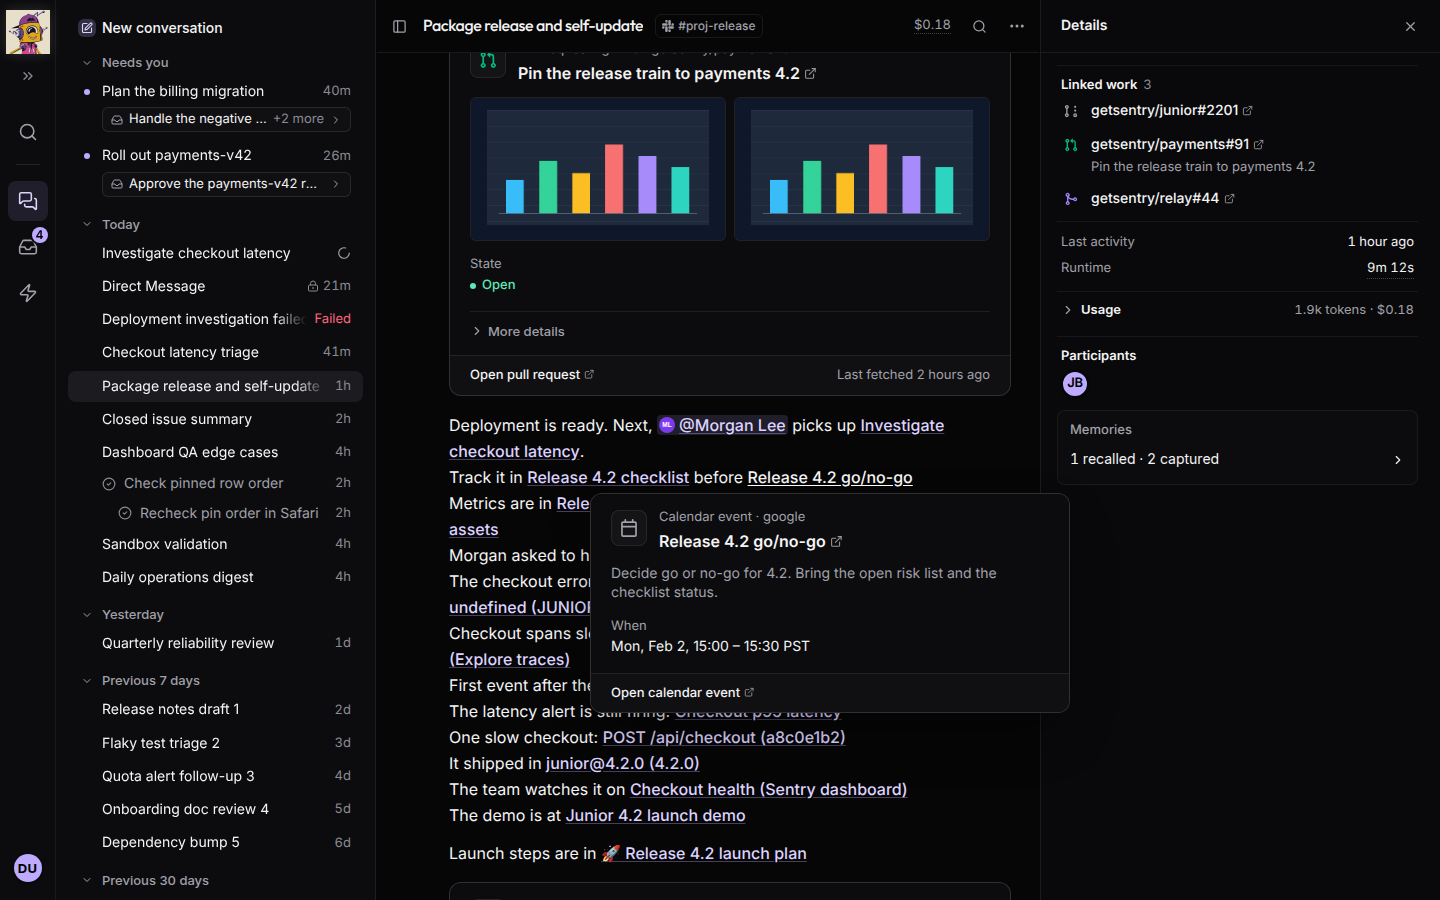 New conversation
Needs you
Plan the billing migration 40m
Handle the negative ... +2 more
Roll out payments-v42 26m
Approve the payments-v42 r...
4
Today
Investigate checkout latency
Direct Message 21m
Deployment investigation failed Failed
Checkout latency triage 41m
Package release and self-update 1h
Closed issue summary 2h
Dashboard QA edge cases 4h
Check pinned row order 2h
Recheck pin order in Safari 2h
Sandbox validation 4h
Daily operations digest 4h
Yesterday
Quarterly reliability review 1d
Previous 7 days
Release notes draft 1 2d
Flaky test triage 2 3d
Quota alert follow-up 3 4d
Onboarding doc review 4 5d
Dependency bump 5 6d
Previous 30 days
DU
Package release and self-update #proj-release $0.18
Pin the release train to payments 4.2
State
Open
More details
Open pull request Last fetched 2 hours ago
Deployment is ready. Next, ML @Morgan Lee picks up Investigate
checkout latency.
Track it in Release 4.2 checklist before Release 4.2 go/no-go
Metrics are in Rele
assets
Morgan asked to h
The checkout error
undefined (JUNIOR
Checkout spans slo
(Explore traces)
First event after the
The latency alert is still firing: Checkout p95 latency
One slow checkout: POST /api/checkout (a8c0e1b2)
It shipped in junior@4.2.0 (4.2.0)
The team watches it on Checkout health (Sentry dashboard)
The demo is at Junior 4.2 launch demo
Launch steps are in 🚀 Release 4.2 launch plan
Calendar event · google
Release 4.2 go/no-go
Decide go or no-go for 4.2. Bring the open risk list and the
checklist status.
When
Mon, Feb 2, 15:00 – 15:30 PST
Open calendar event
Details
Linked work 3
getsentry/junior#2201
getsentry/payments#91
Pin the release train to payments 4.2
getsentry/relay#44
Last activity 1 hour ago
Runtime 9m 12s
Usage 1.9k tokens · $0.18
Participants
JB
Memories
1 recalled · 2 captured